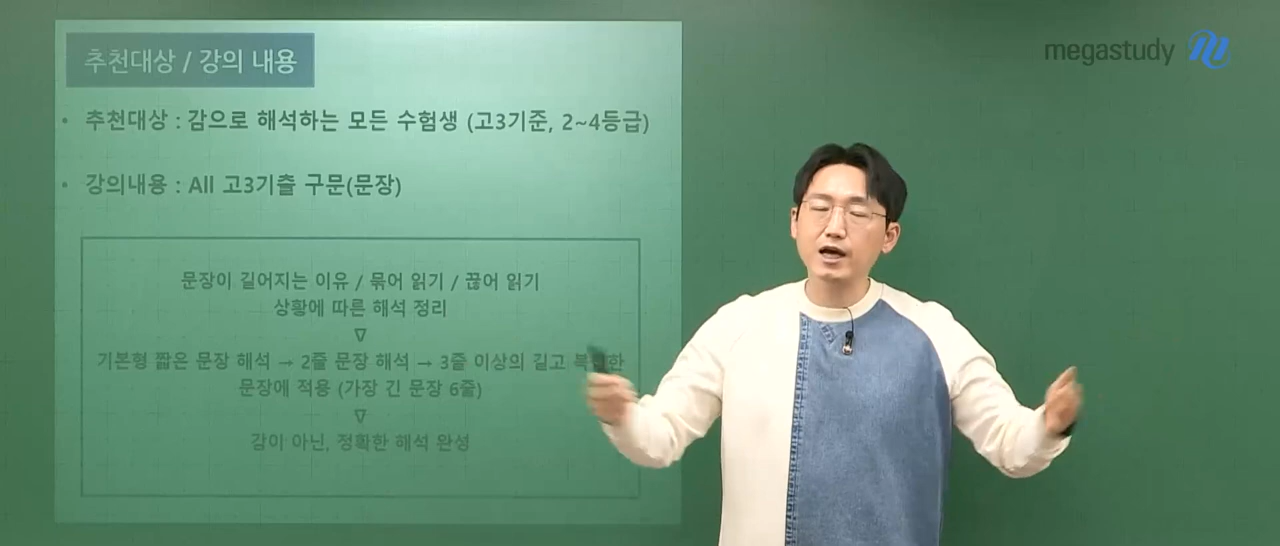 megastudy
추천대상 / 강의 내용
• 추천대상 : 감으로 해석하는 모든 수험생 (고3기준, 2~4등급)
• 강의내용 : All 고3기출 구문(문장)
문장이 길어지는 이유 / 묶어 읽기 / 끊어 읽기
상황에 따른 해석 정리
∇
기본형 짧은 문장 해석 → 2줄 문장 해석 → 3줄 이상의 길고
문장에 적용 (가장 긴 문장 6줄)
∇
감이 아닌, 정확한 해석 완성